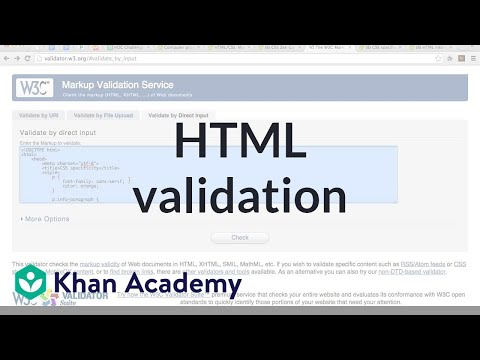 validator.w3.org/#validate_by_input
W3C Markup Validation Service
Check the markup (HTML, XHTML, …) of Web documents
Validate by URI Validate by File Upload Validate by Direct Input
Validate by direct input
Enter the Markup to validate:
<!DOCTYPE html>
<html>
<head>
<meta charset="utf-8">
<title>CSS specificity</title>
<style>
p {
font-family: sans-serif;
color: orange;
}
p.info-paragraph {
More Options
Check
HTML
validation
This validator checks the markup validity of Web documents in HTML, XHTML, SMIL, MathML, etc. If you wish to validate specific content such as RSS/Atom feeds or CSS
or to find broken links, there are other validators and tools available. As an alternative you can also try our non-DTD-based validator.
Khan Academy
W3C VALIDATOR Suite
Try now the W3C Validator Suite™ premium service that checks your entire website and evaluates its conformance with W3C open
standards to quickly identify those portions of your website that need your attention.